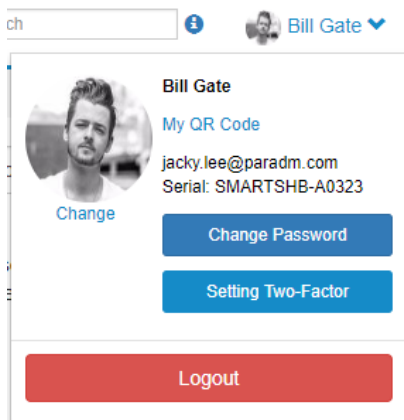 ch
Bill Gate
Bill Gate
My QR Code
jacky.lee@paradm.com
Serial: SMARTSHB-A0323
Change
Change Password
Setting Two-Factor
Logout